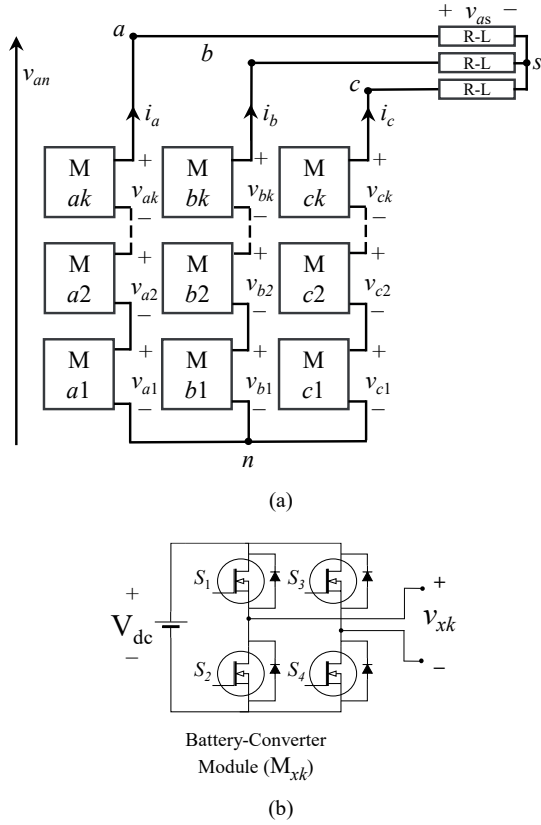 + v_as −
a
b
R-L
R-L
s
c
R-L
v_an
i_a
i_b
i_c
M ak
+
v_ak
−
M bk
+
v_bk
−
M ck
+
v_ck
−
M a2
+
v_a2
−
M b2
+
v_b2
−
M c2
+
v_c2
−
M a1
+
v_a1
−
M b1
+
v_b1
−
M c1
+
v_c1
−
n
(a)
S_1
S_3
+
V_dc
−
+
v_xk
−
S_2
S_4
Battery-Converter
Module (M_xk)
(b)